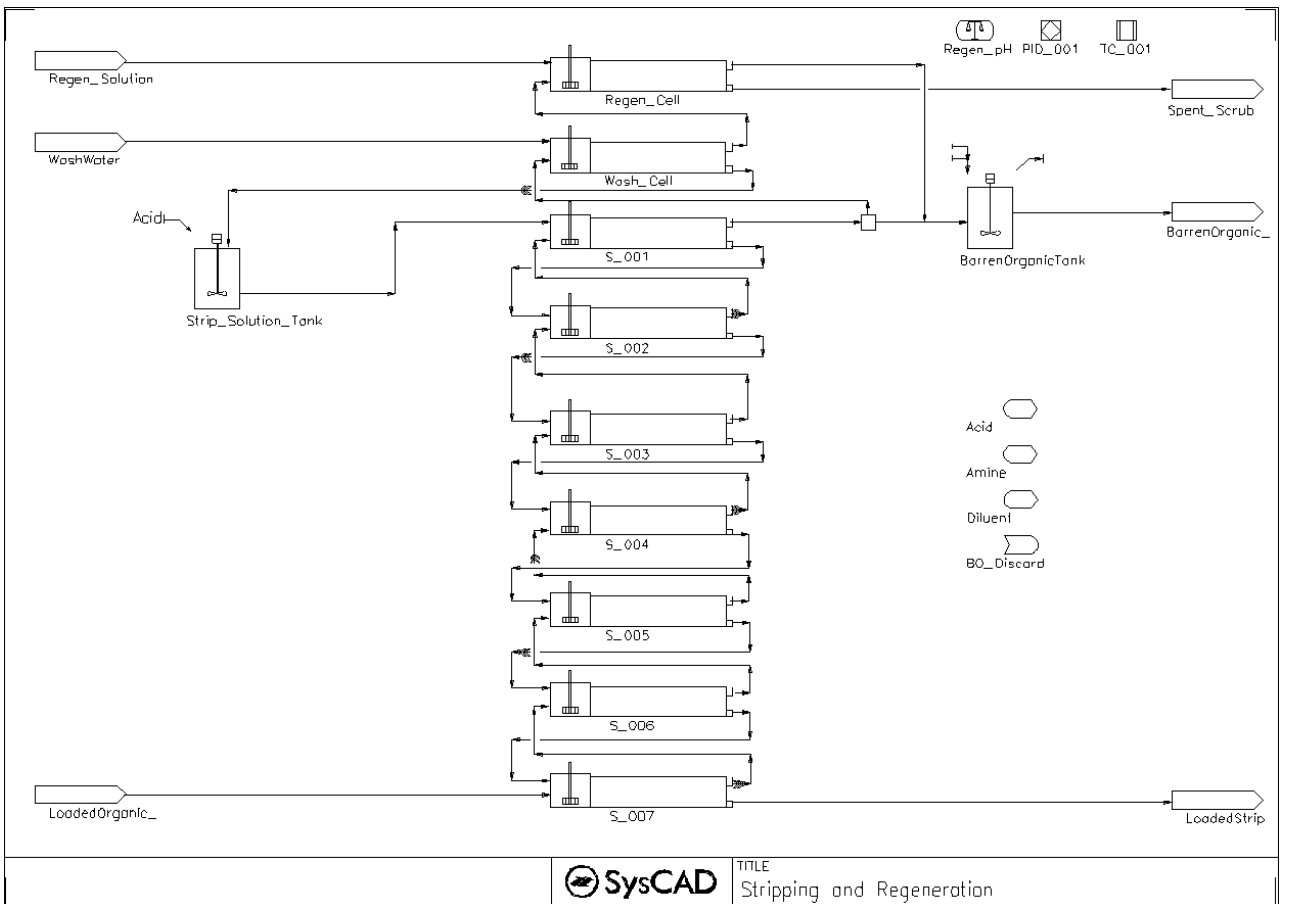 Regen_pH PID_001 TC_001
Regen_Solution
Regen_Cell
Spent_Scrub
WashWater
Wash_Cell
Acid
S_001
BarrenOrganicTank
BarrenOrganic_
Strip_Solution_Tank
S_002
Acid
S_003
Amine
Diluent
S_004
BO_Discard
S_005
S_006
LoadedOrganic_
S_007
LoadedStrip
SysCAD
TITLE
Stripping and Regeneration